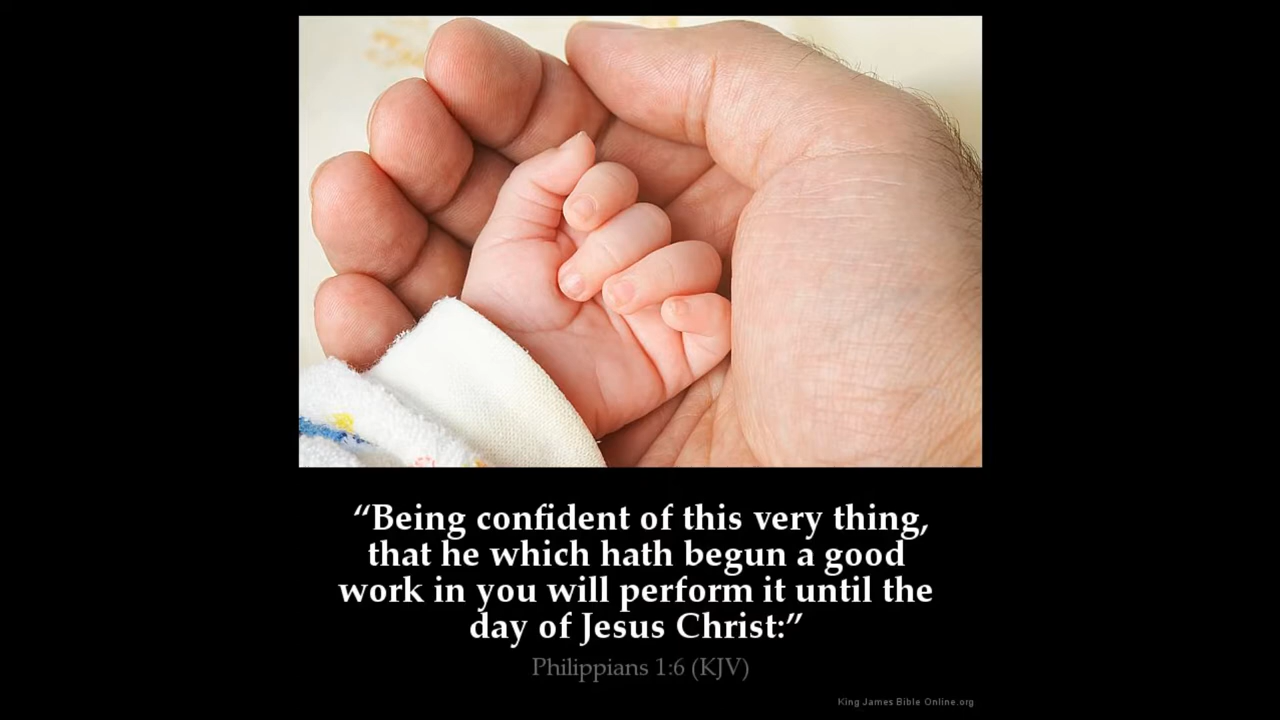 “Being confident of this very thing,
that he which hath begun a good
work in you will perform it until the
day of Jesus Christ:”
Philippians 1:6 (KJV)
King James Bible Online.org